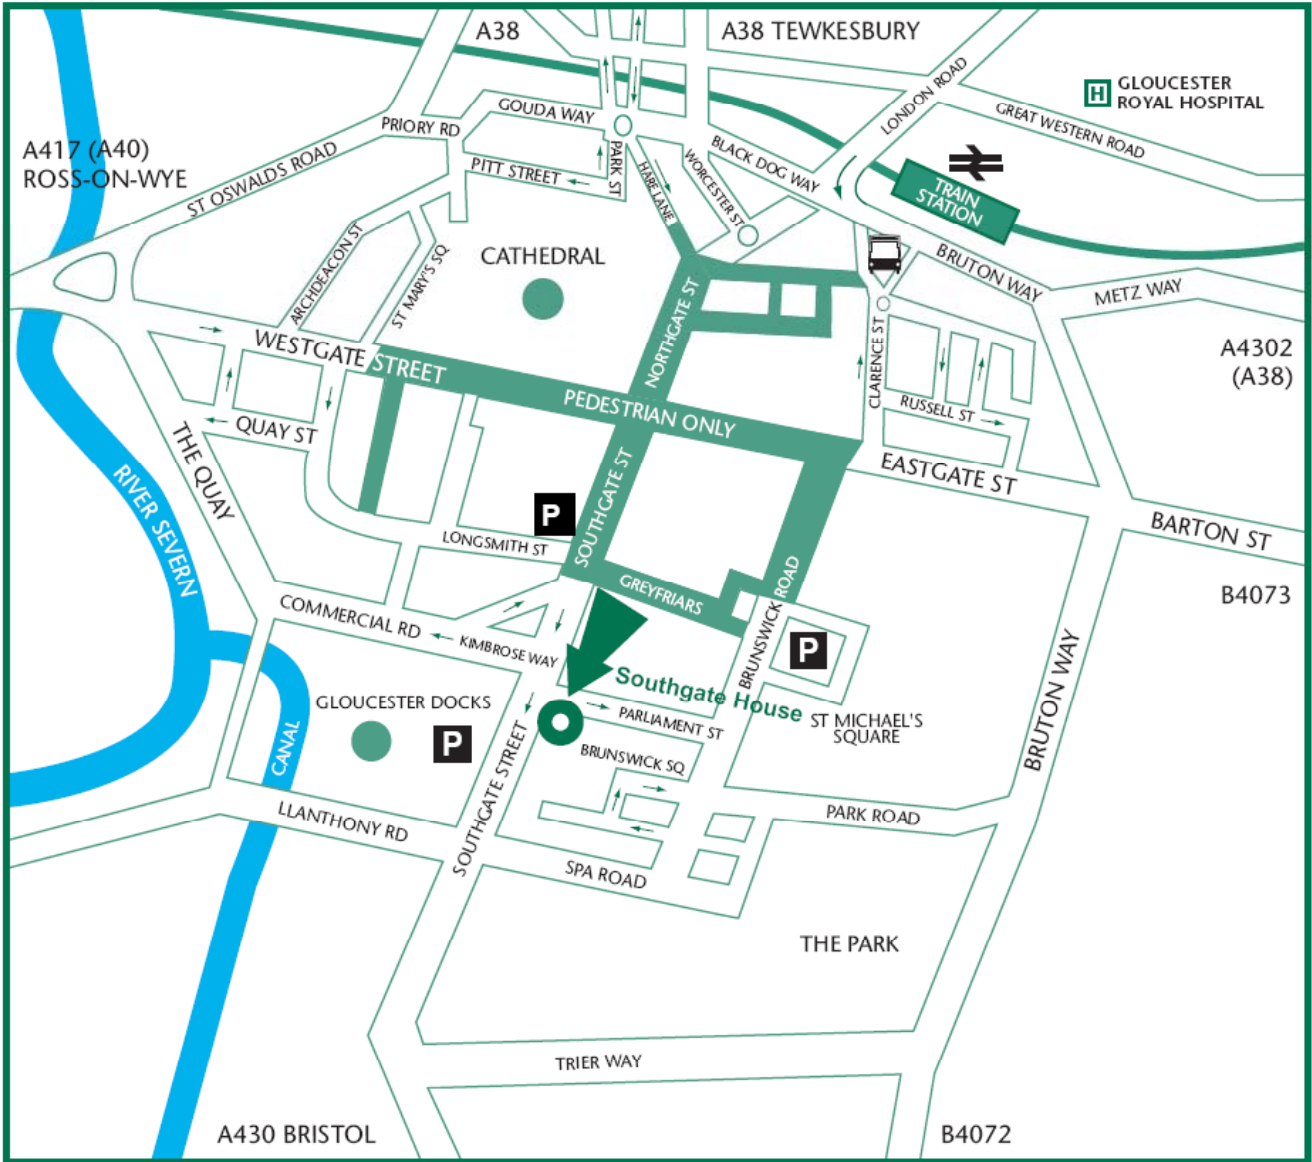 A38
A38 TEWKESBURY
LONDON ROAD
H
GLOUCESTER
ROYAL HOSPITAL
GOUDA WAY
PRIORY RD
GREAT WESTERN ROAD
A417 (A40)
ROSS-ON-WYE
ST OSWALDS ROAD
PITT STREET
PARK ST
HARE LANE
WORCESTER ST
BLACK DOG WAY
TRAIN
STATION
CATHEDRAL
ARCHDEACON ST
ST MARY'S SQ
BRUTON WAY
METZ WAY
WESTGATE STREET
NORTHGATE ST
CLARENCE ST
A4302
(A38)
PEDESTRIAN ONLY
RUSSELL ST
QUAY ST
THE QUAY
EASTGATE ST
RIVER SEVERN
SOUTHGATE ST
P
BARTON ST
LONGSMITH ST
GREYFRIARS
BRUNSWICK ROAD
B4073
COMMERCIAL RD
KIMBROSE WAY
P
BRUTON WAY
Southgate House
GLOUCESTER DOCKS
P
PARLIAMENT ST
ST MICHAEL'S
SQUARE
CANAL
SOUTHGATE STREET
BRUNSWICK SQ
LLANTHONY RD
PARK ROAD
SPA ROAD
THE PARK
TRIER WAY
A430 BRISTOL
B4072